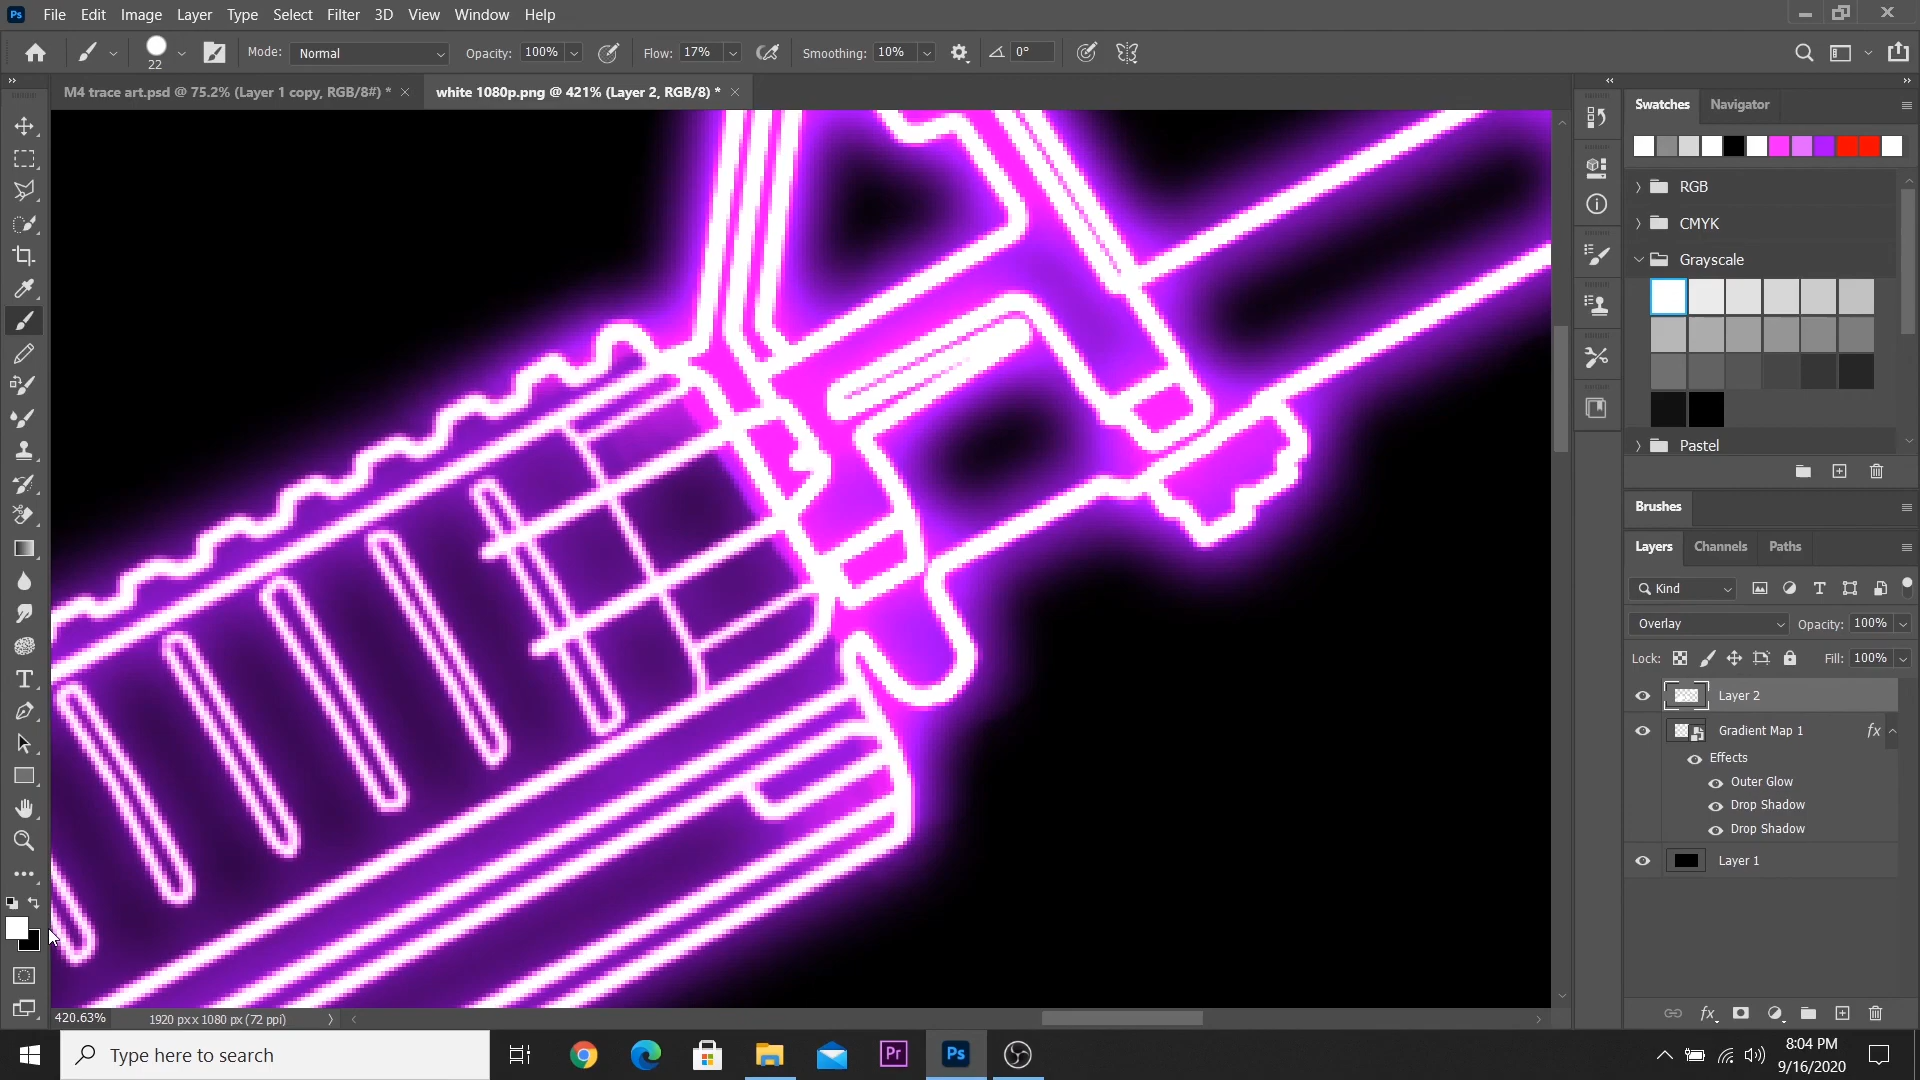 Ps File Edit Image Layer Type Select Filter 3D View Window Help
22 Mode: Normal Opacity: 100% Flow: 17% Smoothing: 10% 0°
M4 trace art.psd @ 75.2% (Layer 1 copy, RGB/8#) * × white 1080p.png @ 421% (Layer 2, RGB/8) * ×
Swatches Navigator
RGB
CMYK
Grayscale
Pastel
Brushes
Layers Channels Paths
Kind
Overlay Opacity: 100%
Lock: Fill: 100%
Layer 2
Gradient Map 1 fx
Effects
Outer Glow
Drop Shadow
Drop Shadow
Layer 1
fx
420.63% 1920 px x 1080 px (72 ppi)
Type here to search Pr Ps 8:04 PM
9/16/2020